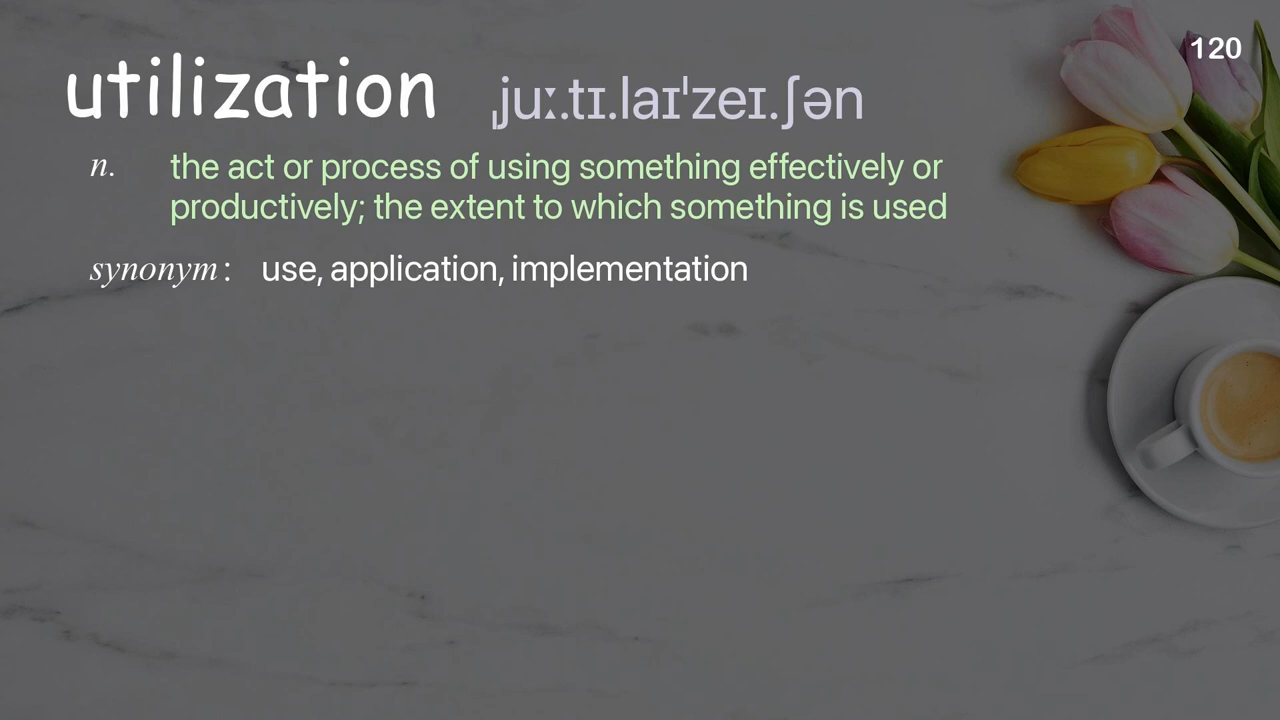 120
utilization ˌjuː.tɪ.laɪˈzeɪ.ʃən
n. the act or process of using something effectively or
productively; the extent to which something is used
synonym: use, application, implementation